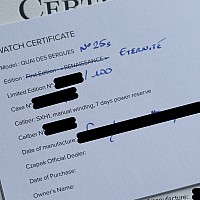 CERT
WATCH CERTIFICATE
Model: QUAI DES BERGUES No 25s ETERNITÉ
Edition: First Edition - RENAISSANCE
Limited Edition N° /100
Case N°
Caliber: SXH1, manual winding, 7 days power reserve
Caliber N°
Date of manufacture:
Czapek Official Dealer:
Date of Purchase:
Owner's Name: